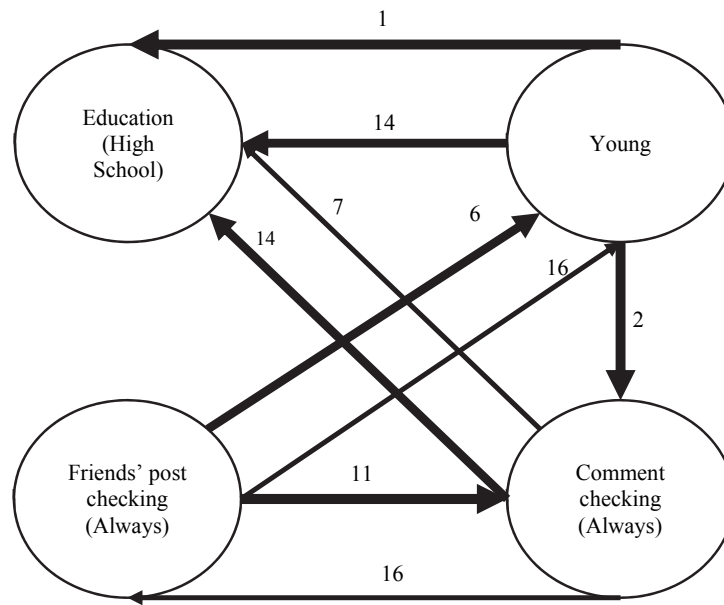 1
Education
(High
School)
14
Young
7
6
14
16
2
Friends’ post
checking
(Always)
11
Comment
checking
(Always)
16